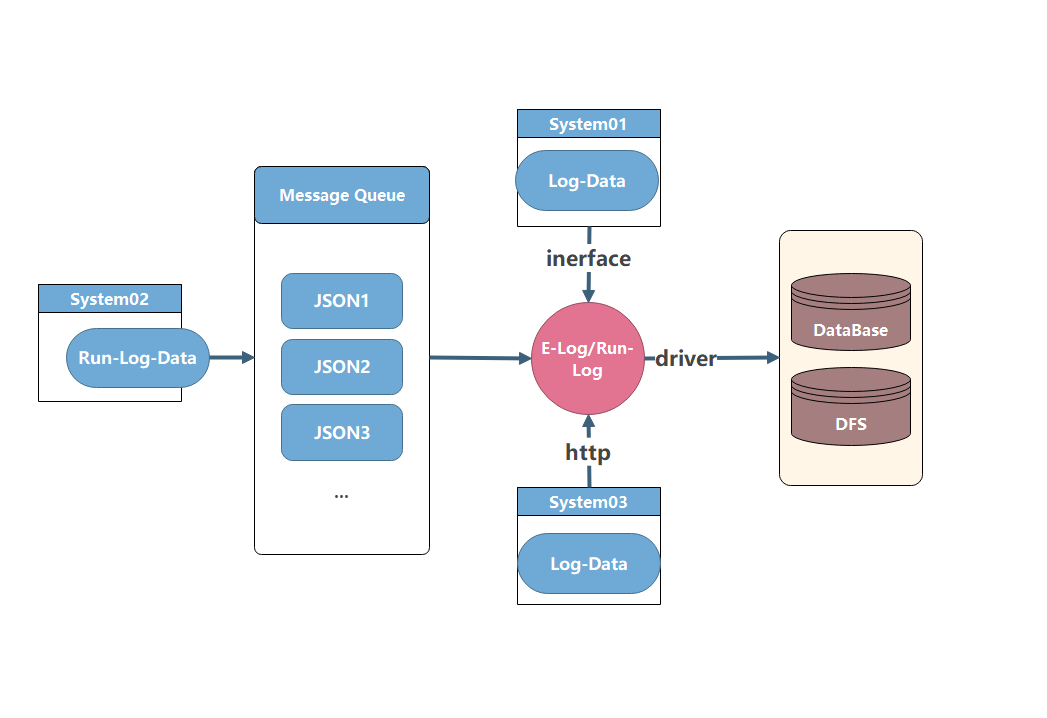 System01
Log-Data
inerface
Message Queue
JSON1
JSON2
JSON3
...
System02
Run-Log-Data
E-Log/Run-
Log
driver
DataBase
DFS
http
System03
Log-Data